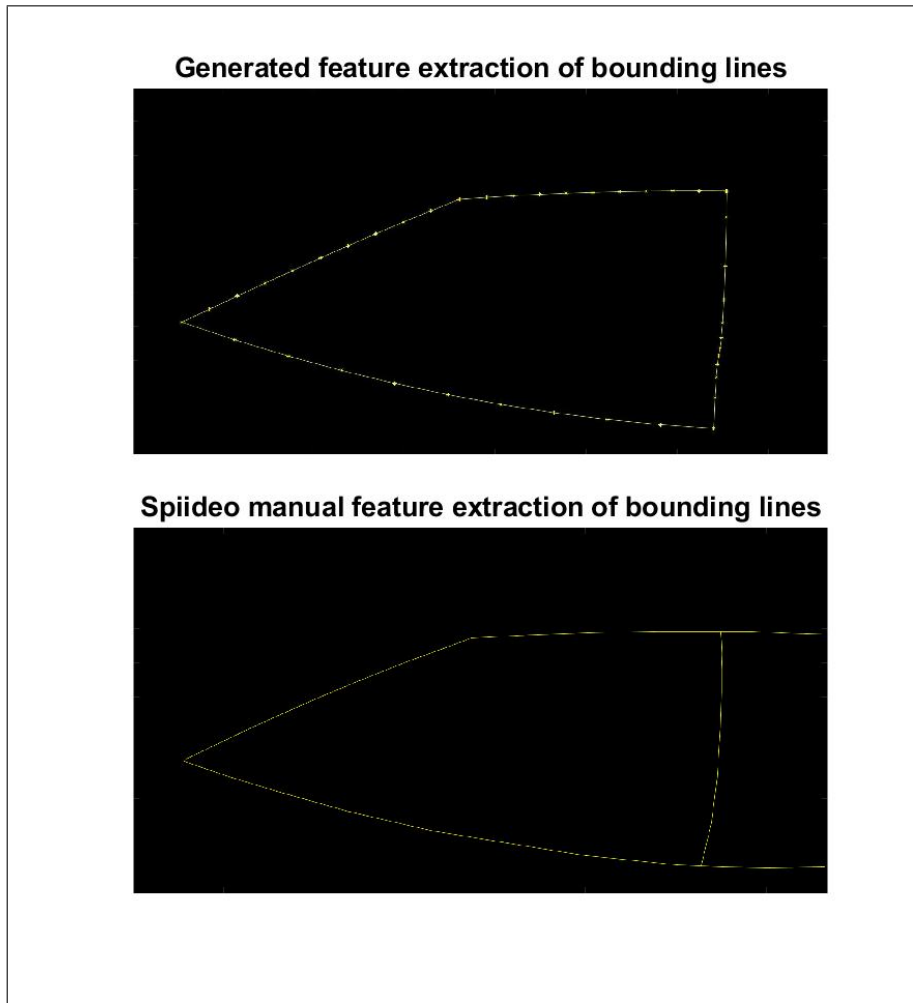 Generated feature extraction of bounding lines
Spiideo manual feature extraction of bounding lines